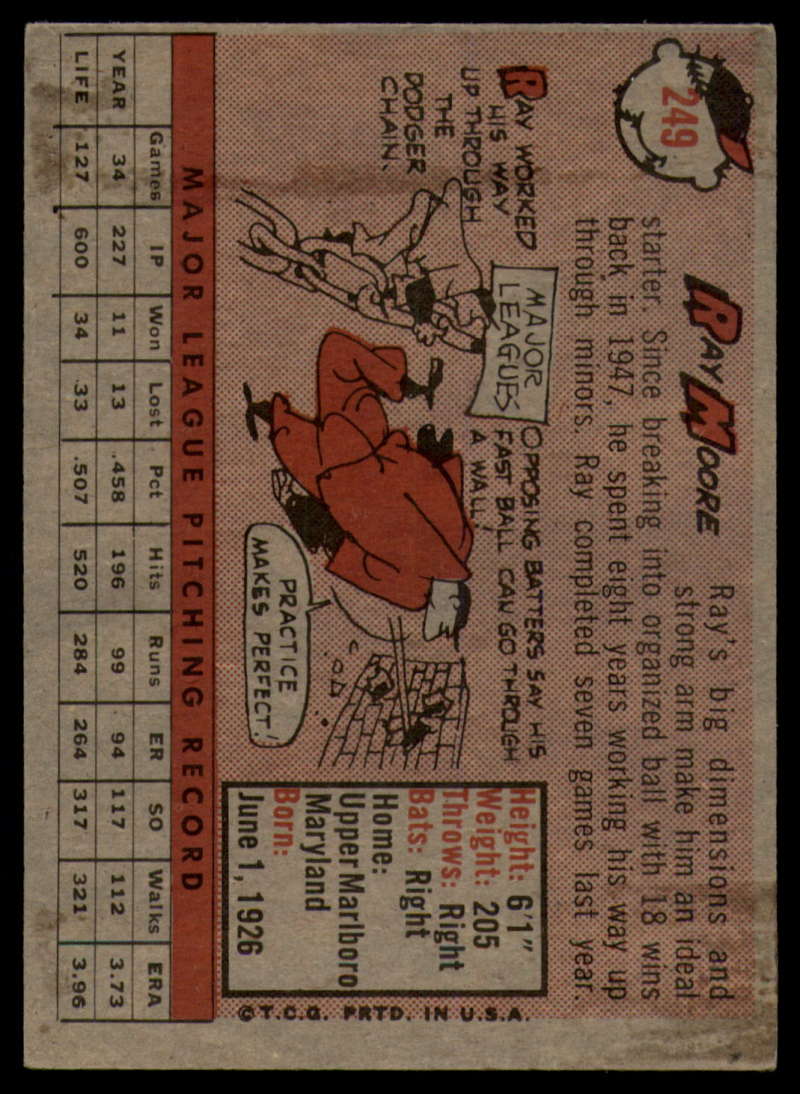 249
RAY MOORE
Ray's big dimensions and
strong arm make him an ideal
starter. Since breaking into organized ball with 18 wins
back in 1947, he spent eight years working his way up
through minors. Ray completed seven games last year.
RAY WORKED
HIS WAY
UP THROUGH
THE
DODGER
CHAIN.
MAJOR
LEAGUES
OPPOSING BATTERS SAY HIS
FAST BALL CAN GO THROUGH
A WALL!
PRACTICE
MAKES PERFECT!
Height: 6'1"
Weight: 205
Throws: Right
Bats: Right
Home:
Upper Marlboro
Maryland
Born:
June 1, 1926
©T.C.G. PRTD. IN U.S.A.
MAJOR LEAGUE PITCHING RECORD
Games IP Won Lost Pct Hits Runs ER SO Walks ERA
YEAR 34 227 11 13 .458 196 99 94 117 112 3.73
LIFE 127 600 34 33 .507 520 284 264 317 321 3.96